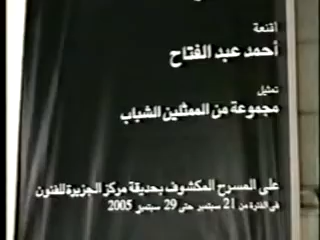 أقنعة
أحمد عبد الفتاح
تمثيل
مجموعة من الممثلين الشباب
على المسرح المكشوف بحديقة مركز الجزيرة للفنون
فى الفترة من 21 سبتمبر حتى 29 سبتمبر 2005